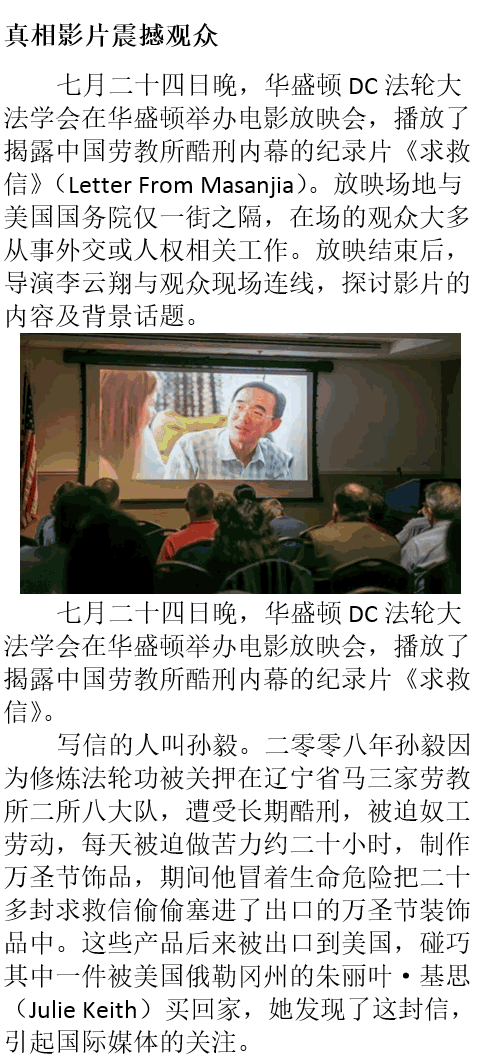 真相影片震撼观众
七月二十四日晚，华盛顿 DC 法轮大
法学会在华盛顿举办电影放映会，播放了
揭露中国劳教所酷刑内幕的纪录片《求救
信》（Letter From Masanjia）。放映场地与
美国国务院仅一街之隔，在场的观众大多
从事外交或人权相关工作。放映结束后，
导演李云翔与观众现场连线，探讨影片的
内容及背景话题。
七月二十四日晚，华盛顿 DC 法轮大
法学会在华盛顿举办电影放映会，播放了
揭露中国劳教所酷刑内幕的纪录片《求救
信》。
写信的人叫孙毅。二零零八年孙毅因
为修炼法轮功被关押在辽宁省马三家劳教
所二所八大队，遭受长期酷刑，被迫奴工
劳动，每天被迫做苦力约二十小时，制作
万圣节饰品，期间他冒着生命危险把二十
多封求救信偷偷塞进了出口的万圣节装饰
品中。这些产品后来被出口到美国，碰巧
其中一件被美国俄勒冈州的朱丽叶·基思
（Julie Keith）买回家，她发现了这封信，
引起国际媒体的关注。